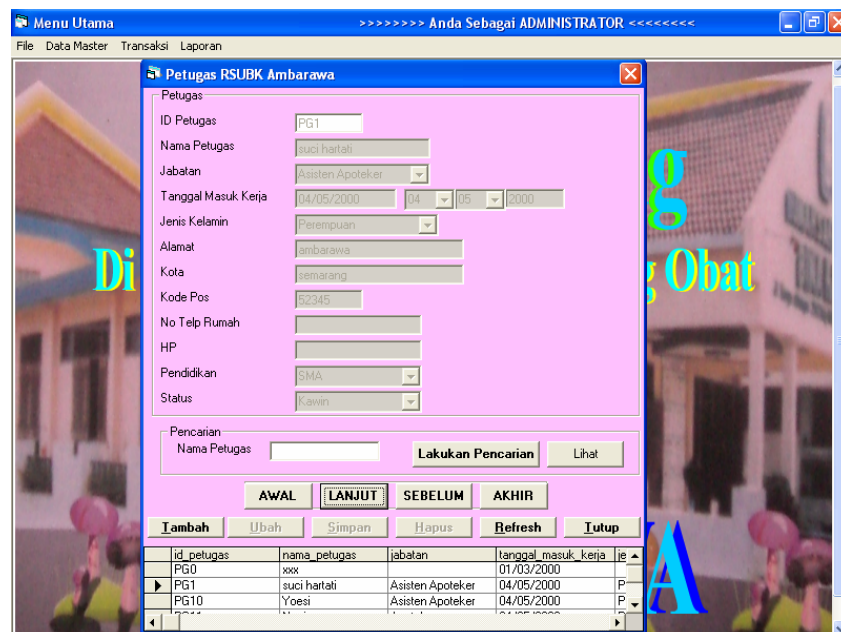 Menu Utama >>>>>>>> Anda Sebagai ADMINISTRATOR <<<<<<<<
File Data Master Transaksi Laporan
Petugas RSUBK Ambarawa
Petugas
ID Petugas PG1
Nama Petugas suci hartati
Jabatan Asisten Apoteker
Tanggal Masuk Kerja 04/05/2000 04 05 2000
Jenis Kelamin Perempuan
Alamat ambarawa
Kota semarang
Kode Pos 52345
No Telp Rumah
HP
Pendidikan SMA
Status Kawin
Di g Obat
Pencarian
Nama Petugas Lakukan Pencarian Lihat
AWAL LANJUT SEBELUM AKHIR
Tambah Ubah Simpan Hapus Refresh Tutup
id_petugas nama_petugas jabatan tanggal_masuk_kerja je
PG0 xxx 01/03/2000
PG1 suci hartati Asisten Apoteker 04/05/2000 P
PG10 Yoesi Asisten Apoteker 04/05/2000 P